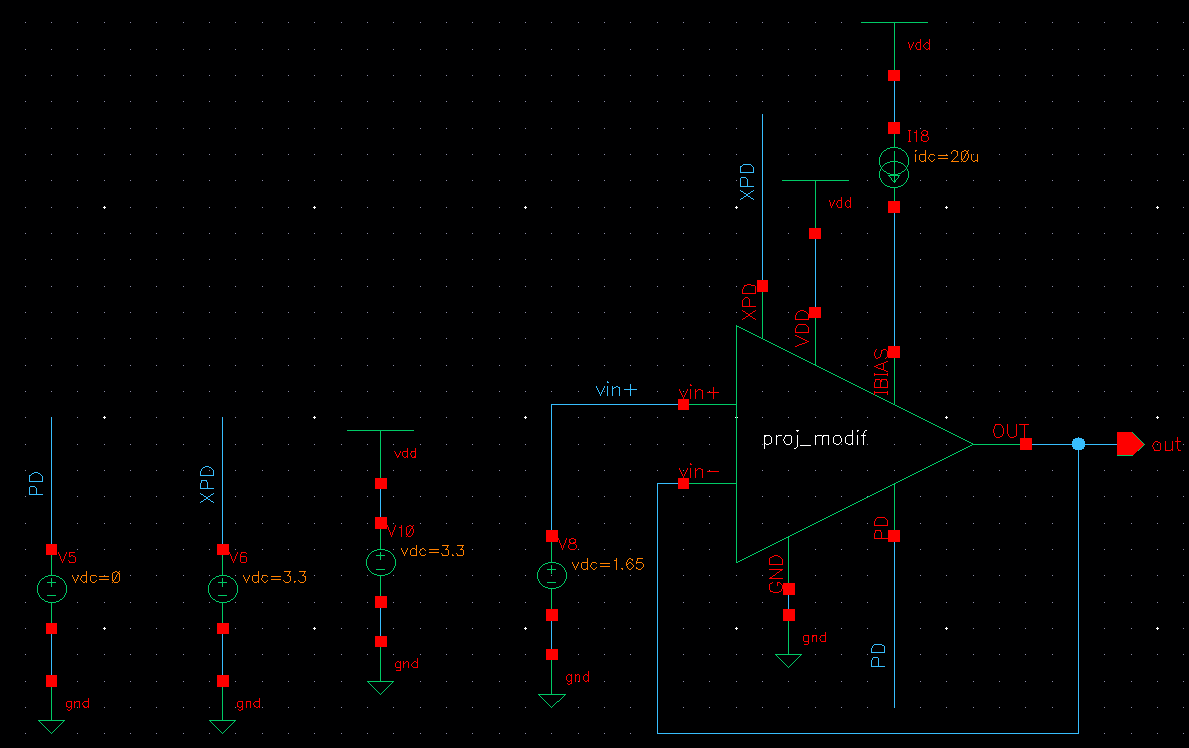 vdd
I18
idc=20u
XPD
vdd
XPD
VDD
IBIAS
vin+
vin+
proj_modif
OUT
out
vin-
PD
GND
gnd
PD
PD
V5
vdc=0
gnd
XPD
V6
vdc=3.3
gnd
vdd
V10
vdc=3.3
gnd
V8
vdc=1.65
gnd